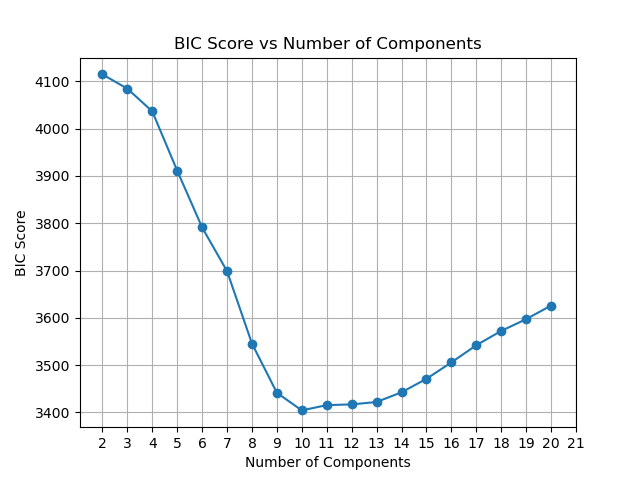 BIC Score vs Number of Components
4100
4000
3900
3800
3700
3600
3500
3400
BIC Score
2 3 4 5 6 7 8 9 10 11 12 13 14 15 16 17 18 19 20 21
Number of Components